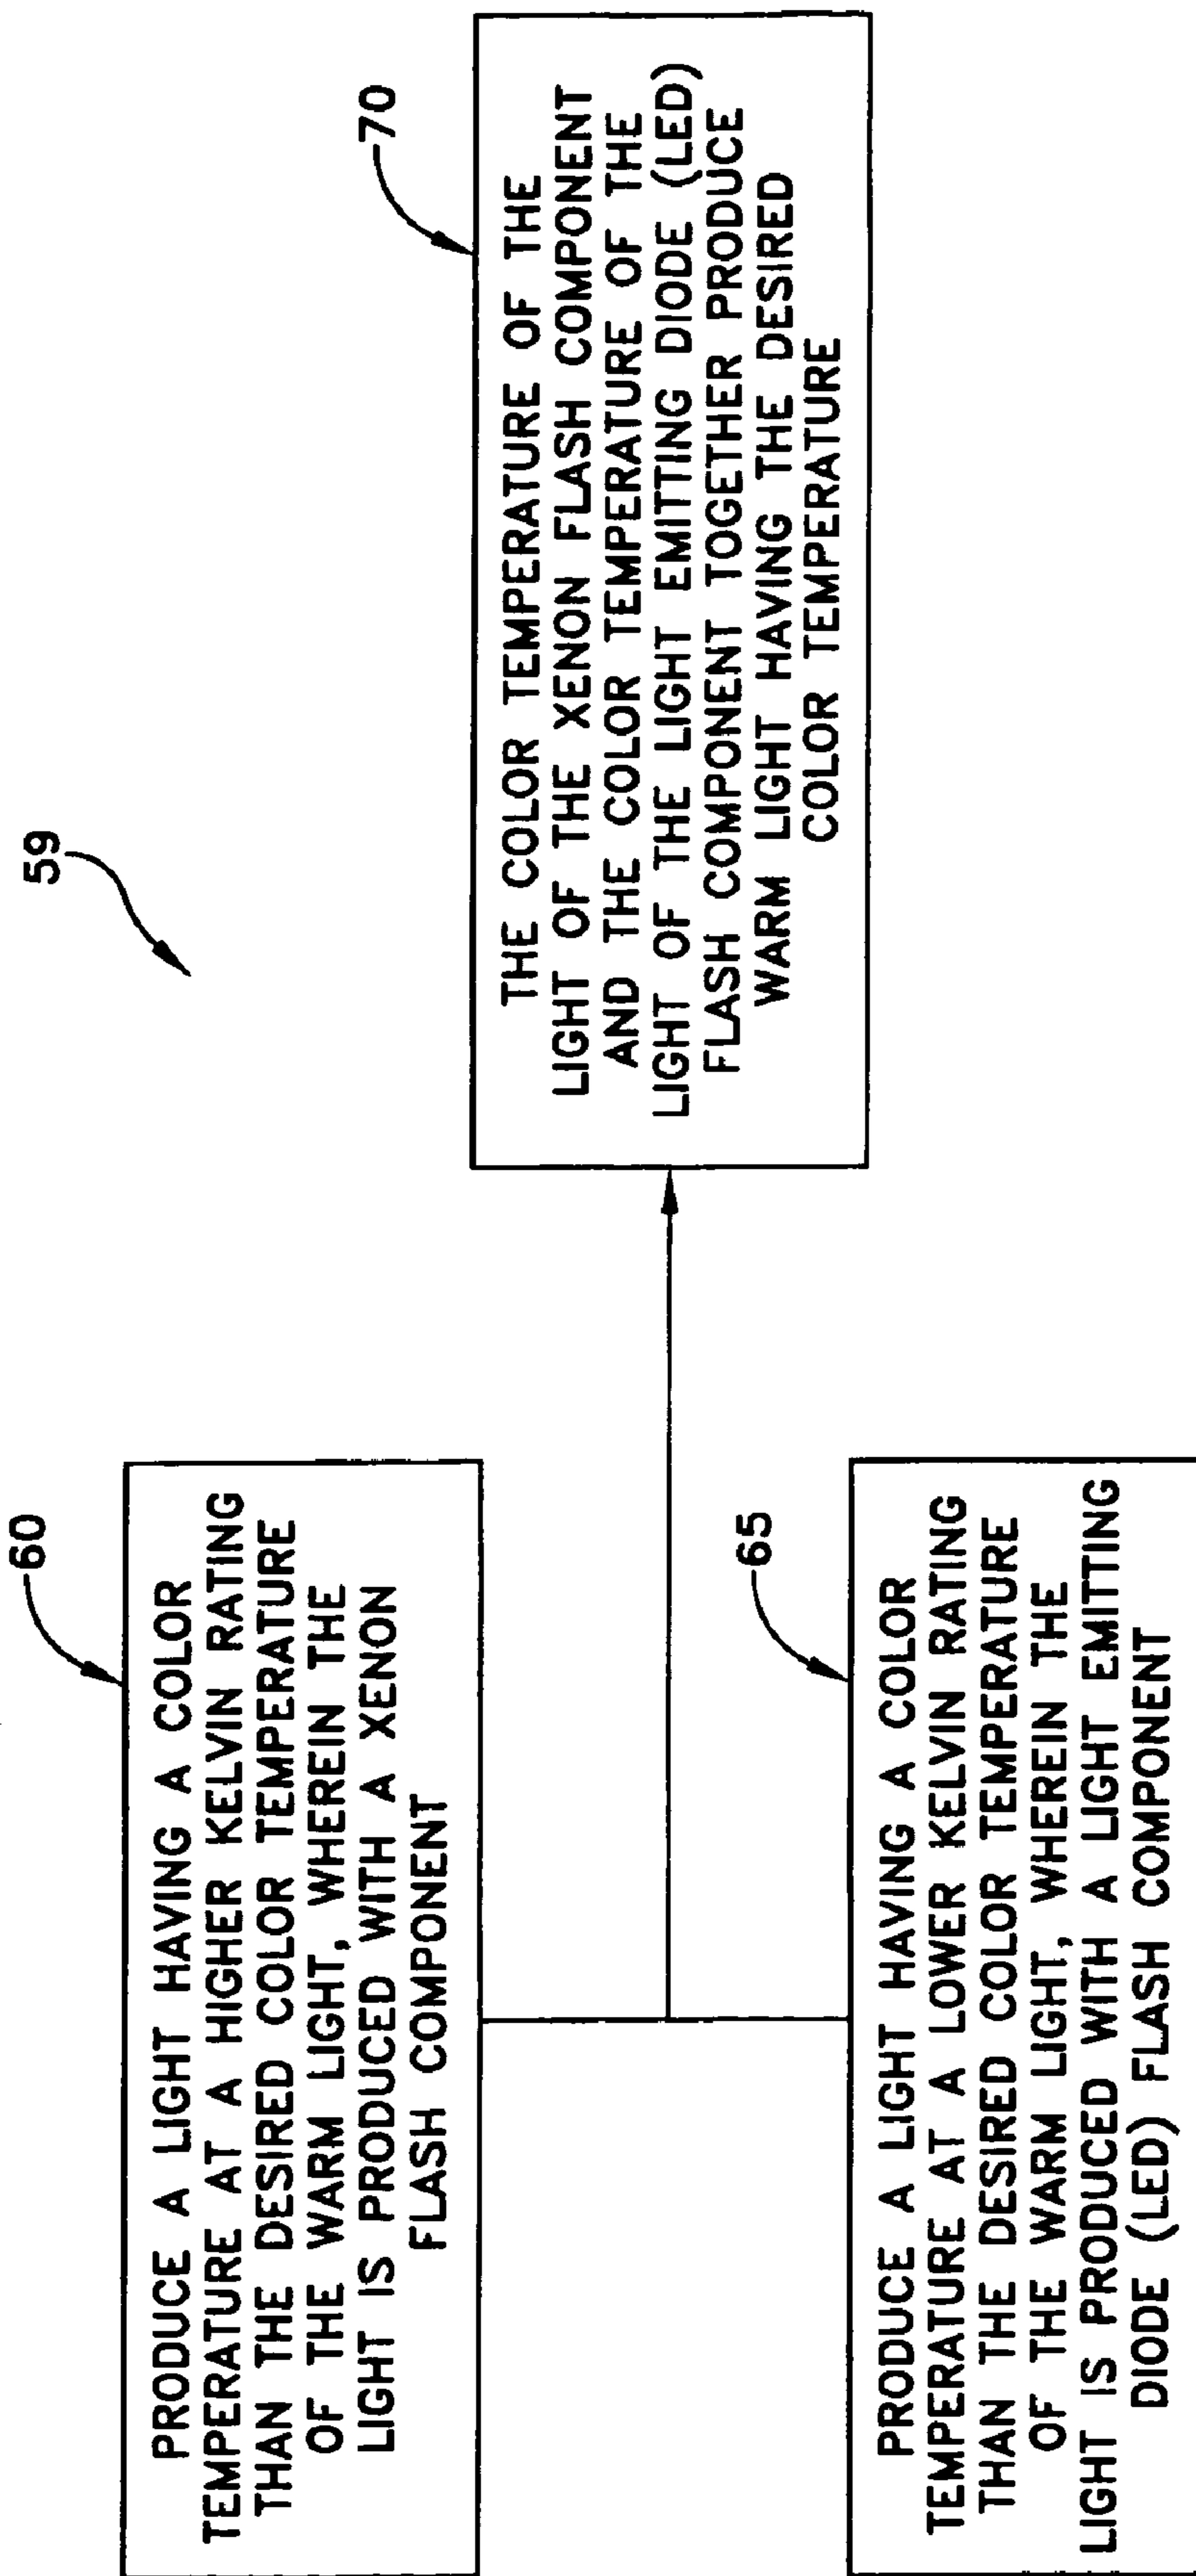 59
60
PRODUCE A LIGHT HAVING A COLOR
TEMPERATURE AT A HIGHER KELVIN RATING
THAN THE DESIRED COLOR TEMPERATURE
OF THE WARM LIGHT, WHEREIN THE
LIGHT IS PRODUCED WITH A XENON
FLASH COMPONENT
65
PRODUCE A LIGHT HAVING A COLOR
TEMPERATURE AT A LOWER KELVIN RATING
THAN THE DESIRED COLOR TEMPERATURE
OF THE WARM LIGHT, WHEREIN THE
LIGHT IS PRODUCED WITH A LIGHT EMITTING
DIODE (LED) FLASH COMPONENT
70
THE COLOR TEMPERATURE OF THE
LIGHT OF THE XENON FLASH COMPONENT
AND THE COLOR TEMPERATURE OF THE
LIGHT OF THE LIGHT EMITTING DIODE (LED)
FLASH COMPONENT TOGETHER PRODUCE
WARM LIGHT HAVING THE DESIRED
COLOR TEMPERATURE